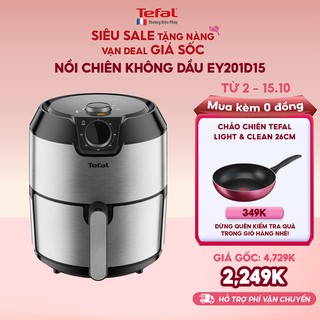 Tefal
Thương Hiệu Pháp
SIÊU SALE TẶNG NÀNG
VẠN DEAL GIÁ SỐC
NỒI CHIÊN KHÔNG DẦU EY201D15
TỪ 2 - 15.10
Mua kèm 0 đồng
CHẢO CHIÊN TEFAL
LIGHT & CLEAN 26CM
349K
DỪNG QUÊN KIỂM TRA QUÀ
TRONG GIỎ HÀNG NHÉ!
GIÁ GỐC: 4,729K
2,249K
HỖ TRỢ PHÍ VẬN CHUYỂN
Tefal